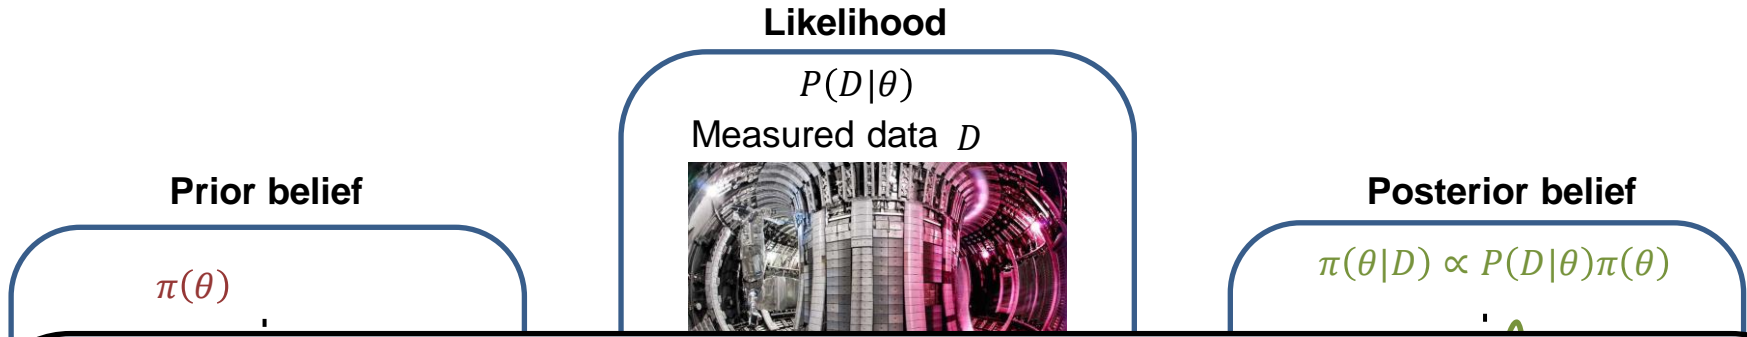 Likelihood
P(D|θ)
Measured data D
Prior belief
π(θ)
Posterior belief
π(θ|D) ∝ P(D|θ)π(θ)